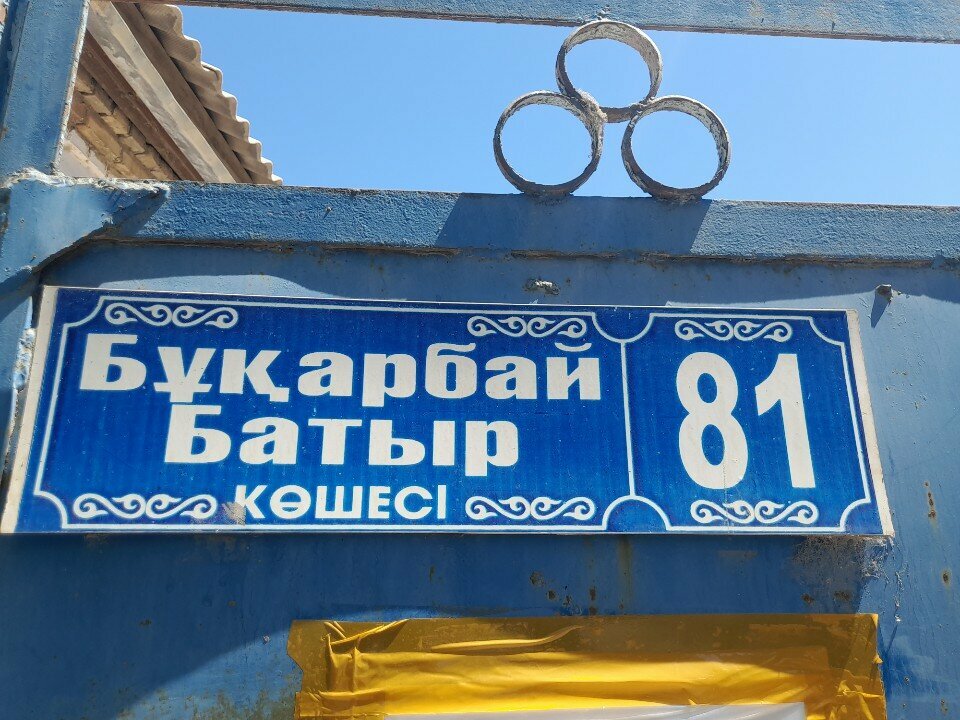 Бұқарбай
Батыр
көшесі
81